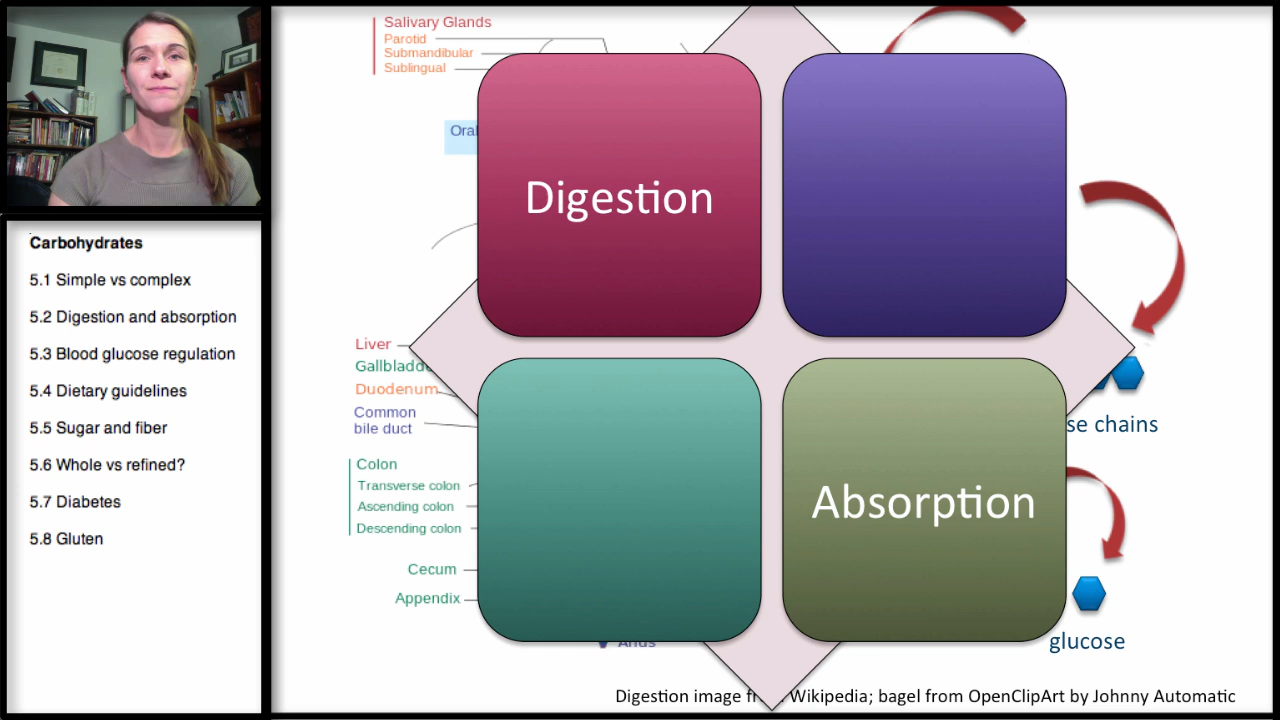 Carbohydrates
5.1 Simple vs complex
5.2 Digestion and absorption
5.3 Blood glucose regulation
5.4 Dietary guidelines
5.5 Sugar and fiber
5.6 Whole vs refined?
5.7 Diabetes
5.8 Gluten
Salivary Glands
Parotid
Submandibular
Sublingual
Oral
Digestion
Liver
Gallbladde
Duodenum
Common
bile duct
Colon
Transverse colon
Ascending colon
Descending colon
Cecum
Appendix
Absorption
se chains
glucose
Anus
Digestion image f Wikipedia; bagel from OpenClipArt by Johnny Automatic